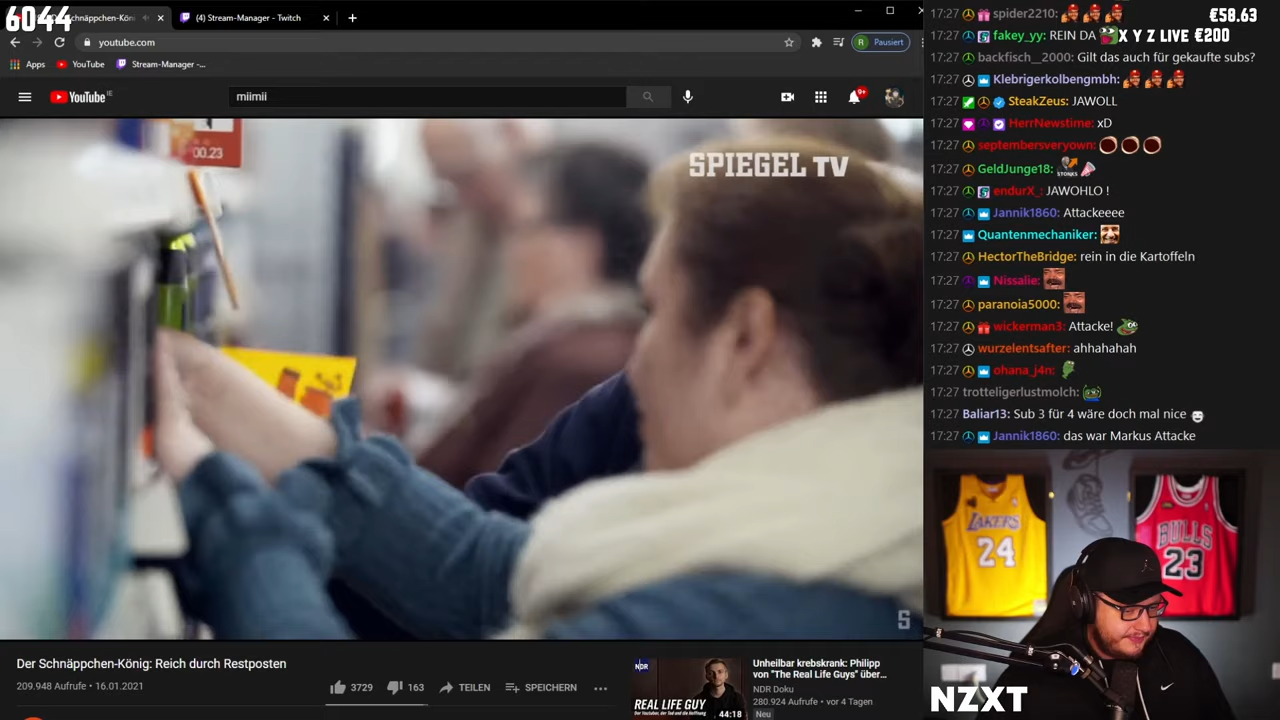 6044
Schnäppchen-Kön
(4) Stream-Manager - Twitch
youtube.com
Pausiert
Apps
YouTube
Stream-Manager -...
YouTube IE
miimii
9+
00.23
SPIEGEL TV
S
Der Schnäppchen-König: Reich durch Restposten
209.948 Aufrufe • 16.01.2021
3729
163
TEILEN
SPEICHERN
NDR
REAL LIFE GUY
44:18
Unheilbar krebskrank: Philipp
von "The Real Life Guys" über...
NDR Doku
280.924 Aufrufe • vor 4 Tagen
Neu
17:27 spider2210:
€58.63
17:27 fakey_yy: REIN DA
X Y Z LIVE €200
17:27 backfisch__2000: Gilt das auch für gekaufte subs?
17:27 Klebrigerkolbengmbh:
17:27 SteakZeus: JAWOLL
17:27 HerrNewstime: xD
17:27 septembersveryown:
17:27 GeldJunge18: STONKS
17:27 endurX_: JAWOHLO !
17:27 Jannik1860: Attackeeee
17:27 Quantenmechaniker:
17:27 HectorTheBridge: rein in die Kartoffeln
17:27 Nissalie:
17:27 paranoia5000:
17:27 wickerman3: Attacke!
17:27 wurzelentsafter: ahhahahah
17:27 ohana_j4n:
17:27 trotteligerlustmolch:
17:27 Baliar13: Sub 3 für 4 wäre doch mal nice
17:27 Jannik1860: das war Markus Attacke
LAKERS
24
BULLS
23
NZXT